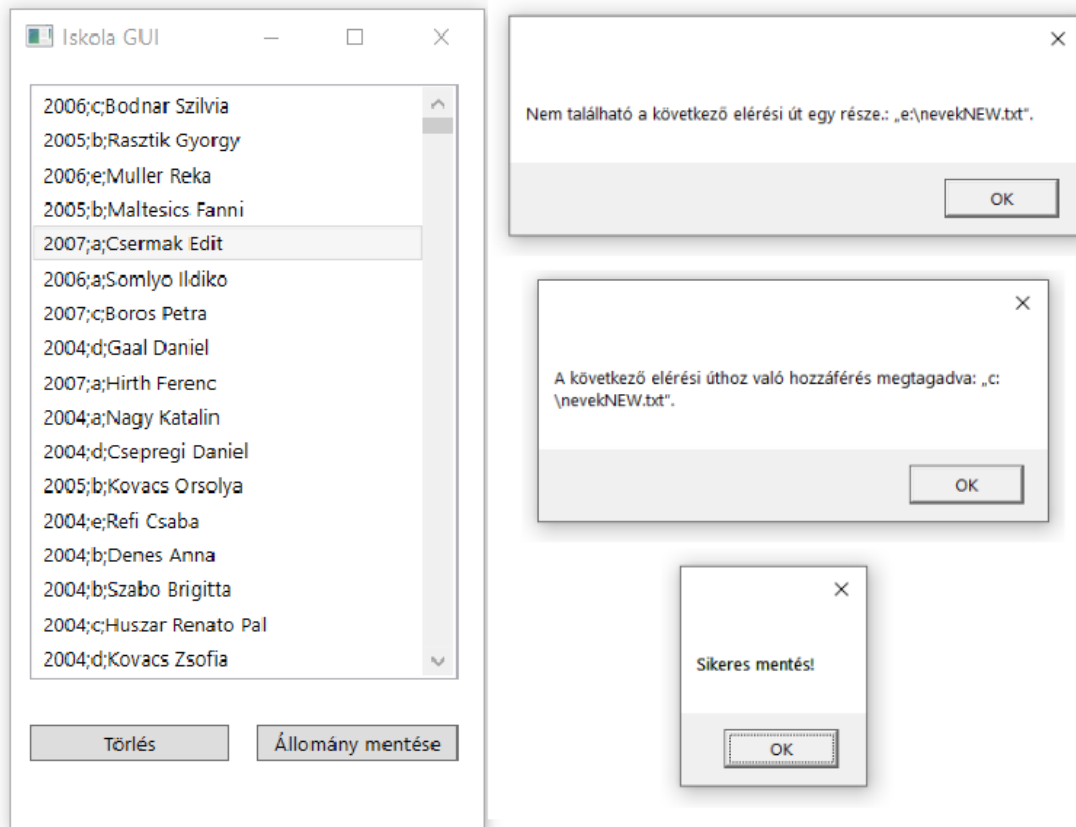 Iskola GUI
2006;c;Bodnar Szilvia
2005;b;Rasztik Gyorgy
2006;e;Muller Reka
2005;b;Maltesics Fanni
2007;a;Csermak Edit
2006;a;Somlyo Ildiko
2007;c;Boros Petra
2004;d;Gaal Daniel
2007;a;Hirth Ferenc
2004;a;Nagy Katalin
2004;d;Csepregi Daniel
2005;b;Kovacs Orsolya
2004;e;Refi Csaba
2004;b;Denes Anna
2004;b;Szabo Brigitta
2004;c;Huszar Renato Pal
2004;d;Kovacs Zsofia
Törlés
Állomány mentése
Nem található a következő elérési út egy része.: „e:\nevekNEW.txt”.
OK
A következő elérési úthoz való hozzáférés megtagadva: „c:
\nevekNEW.txt”.
OK
Sikeres mentés!
OK